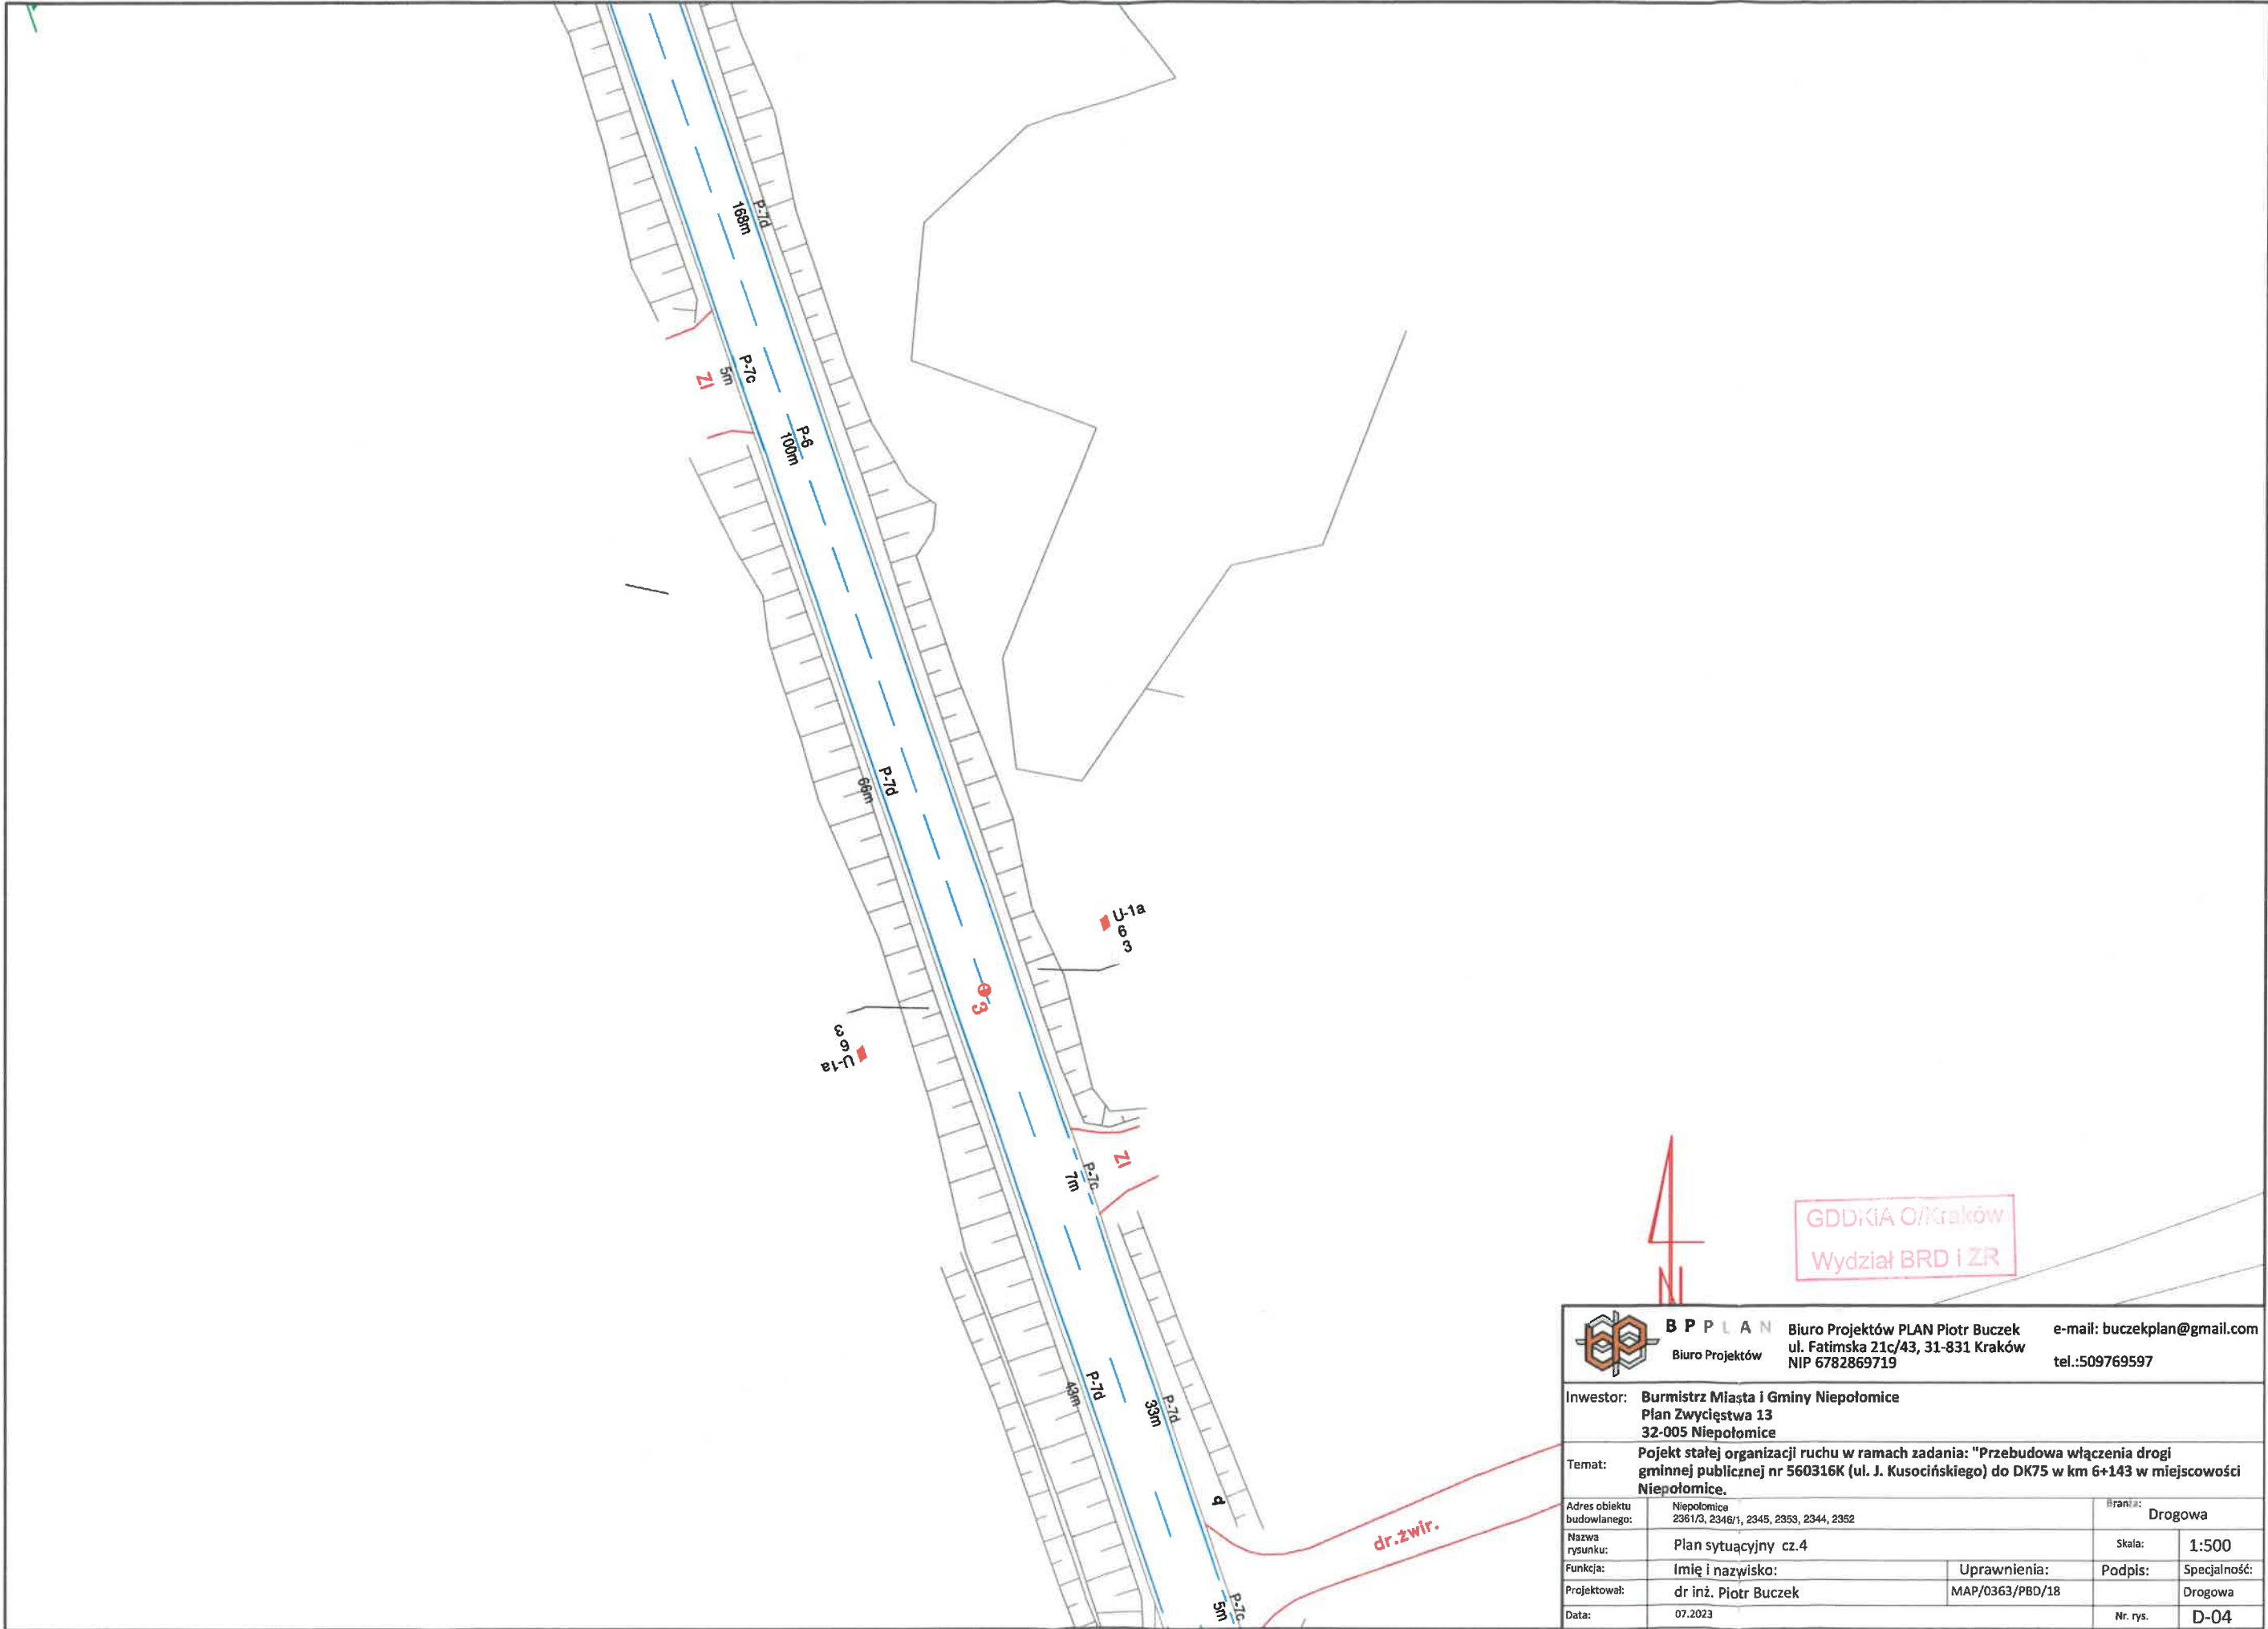 168m
P-7d
P-7c
5m
ZI
P-6
100m
P-7d
66m
U-1a
6
3
3
3
6
U-1a
ZI
P-7c
7m
P-7d
43m
P-7d
33m
d
dr.żwir.
P-7c
5m
N
GDDKiA O/Kraków
Wydział BRD i ZR
bp
BPPLAN
Biuro Projektów
Biuro Projektów PLAN Piotr Buczek
ul. Fatimska 21c/43, 31-831 Kraków
NIP 6782869719
e-mail: buczekplan@gmail.com
tel.:509769597
Inwestor: Burmistrz Miasta i Gminy Niepołomice
Plan Zwycięstwa 13
32-005 Niepołomice
Temat: Pojekt stałej organizacji ruchu w ramach zadania: "Przebudowa włączenia drogi
gminnej publicznej nr 560316K (ul. J. Kusocińskiego) do DK75 w km 6+143 w miejscowości
Niepołomice.
Adres obiektu budowlanego: Niepołomice
2361/3, 2346/1, 2345, 2353, 2344, 2352
Branża: Drogowa
Nazwa rysunku: Plan sytuacyjny cz.4 Skala: 1:500
Funkcja: Imię i nazwisko: Uprawnienia: Podpis: Specjalność:
Projektował: dr inż. Piotr Buczek MAP/0363/PBD/18 Drogowa
Data: 07.2023 Nr. rys. D-04